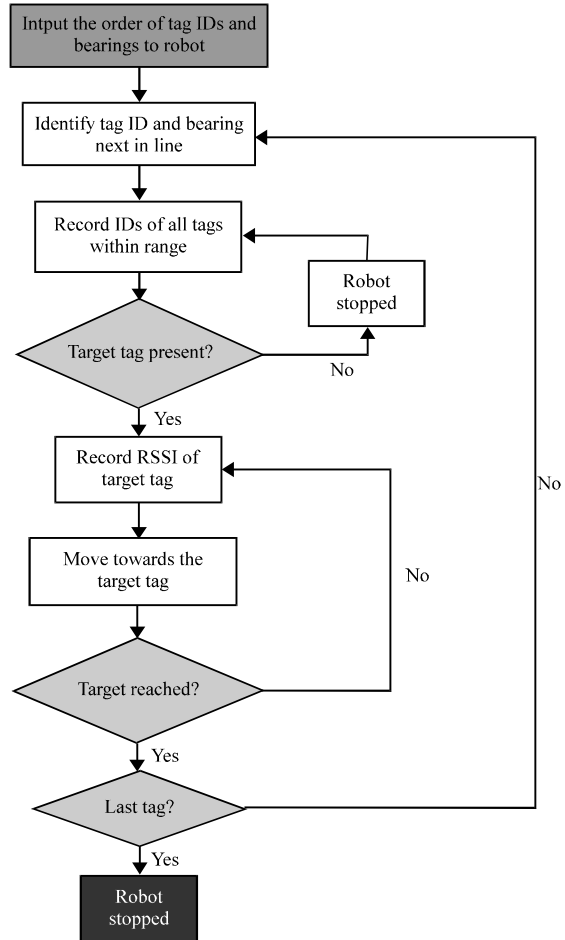 Intput the order of tag IDs and
bearings to robot
Identify tag ID and bearing
next in line
Record IDs of all tags
within range
Robot
stopped
Target tag present?
No
Yes
Record RSSI of
target tag
No
Move towards the
target tag
No
Target reached?
Yes
Last tag?
Yes
Robot
stopped